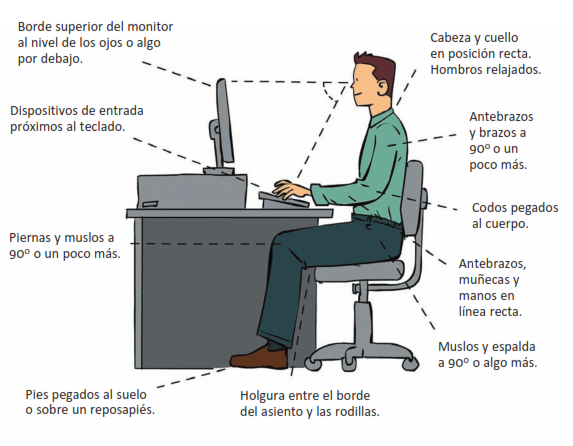 Borde superior del monitor
al nivel de los ojos o algo
por debajo.
Dispositivos de entrada
próximos al teclado.
Piernas y muslos a
90º o un poco más.
Pies pegados al suelo
o sobre un reposapiés.
Holgura entre el borde
del asiento y las rodillas.
Cabeza y cuello
en posición recta.
Hombros relajados.
Antebrazos
y brazos a
90º o un
poco más.
Codos pegados
al cuerpo.
Antebrazos,
muñecas y
manos en
línea recta.
Muslos y espalda
a 90º o algo más.